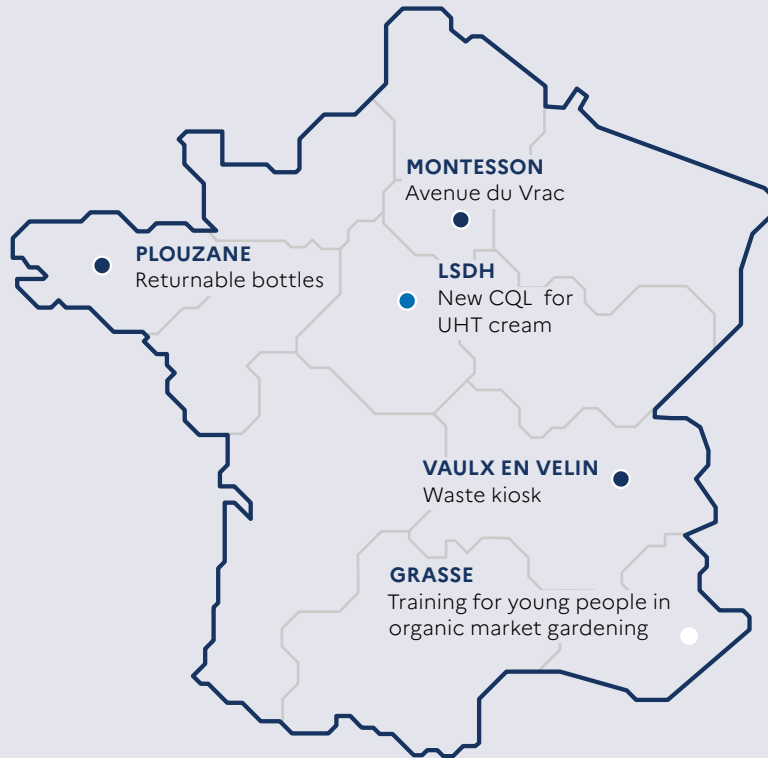 MONTESSON
Avenue du Vrac
PLOUZANE
Returnable bottles
LSDH
New CQL for
UHT cream
VAULX EN VELIN
Waste kiosk
GRASSE
Training for young people in
organic market gardening